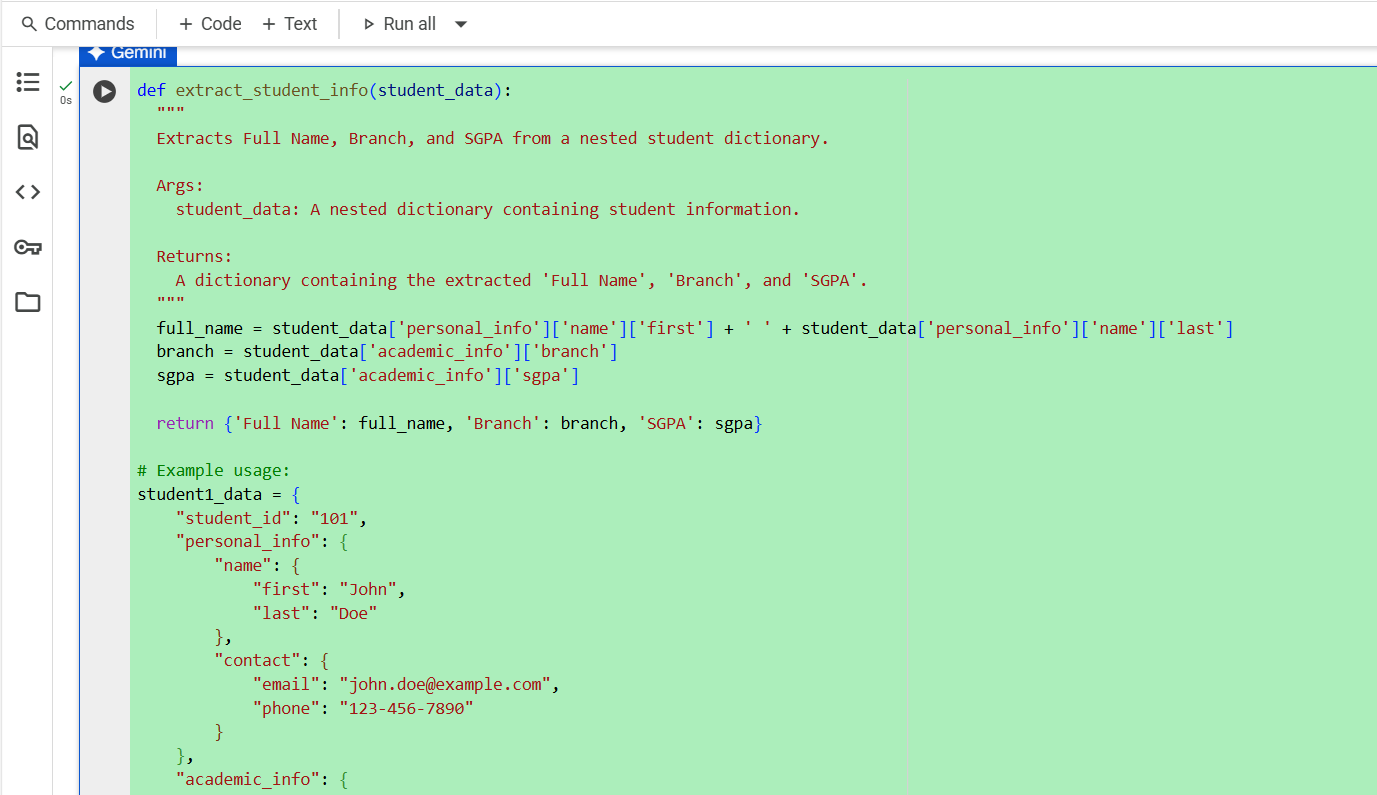 Commands + Code + Text Run all
Gemini
0s
def extract_student_info(student_data):
  """
  Extracts Full Name, Branch, and SGPA from a nested student dictionary.

  Args:
    student_data: A nested dictionary containing student information.

  Returns:
    A dictionary containing the extracted 'Full Name', 'Branch', and 'SGPA'.
  """
  full_name = student_data['personal_info']['name']['first'] + ' ' + student_data['personal_info']['name']['last']
  branch = student_data['academic_info']['branch']
  sgpa = student_data['academic_info']['sgpa']

  return {'Full Name': full_name, 'Branch': branch, 'SGPA': sgpa}

# Example usage:
student1_data = {
    "student_id": "101",
    "personal_info": {
        "name": {
            "first": "John",
            "last": "Doe"
        },
        "contact": {
            "email": "john.doe@example.com",
            "phone": "123-456-7890"
        }
    },
    "academic_info": {